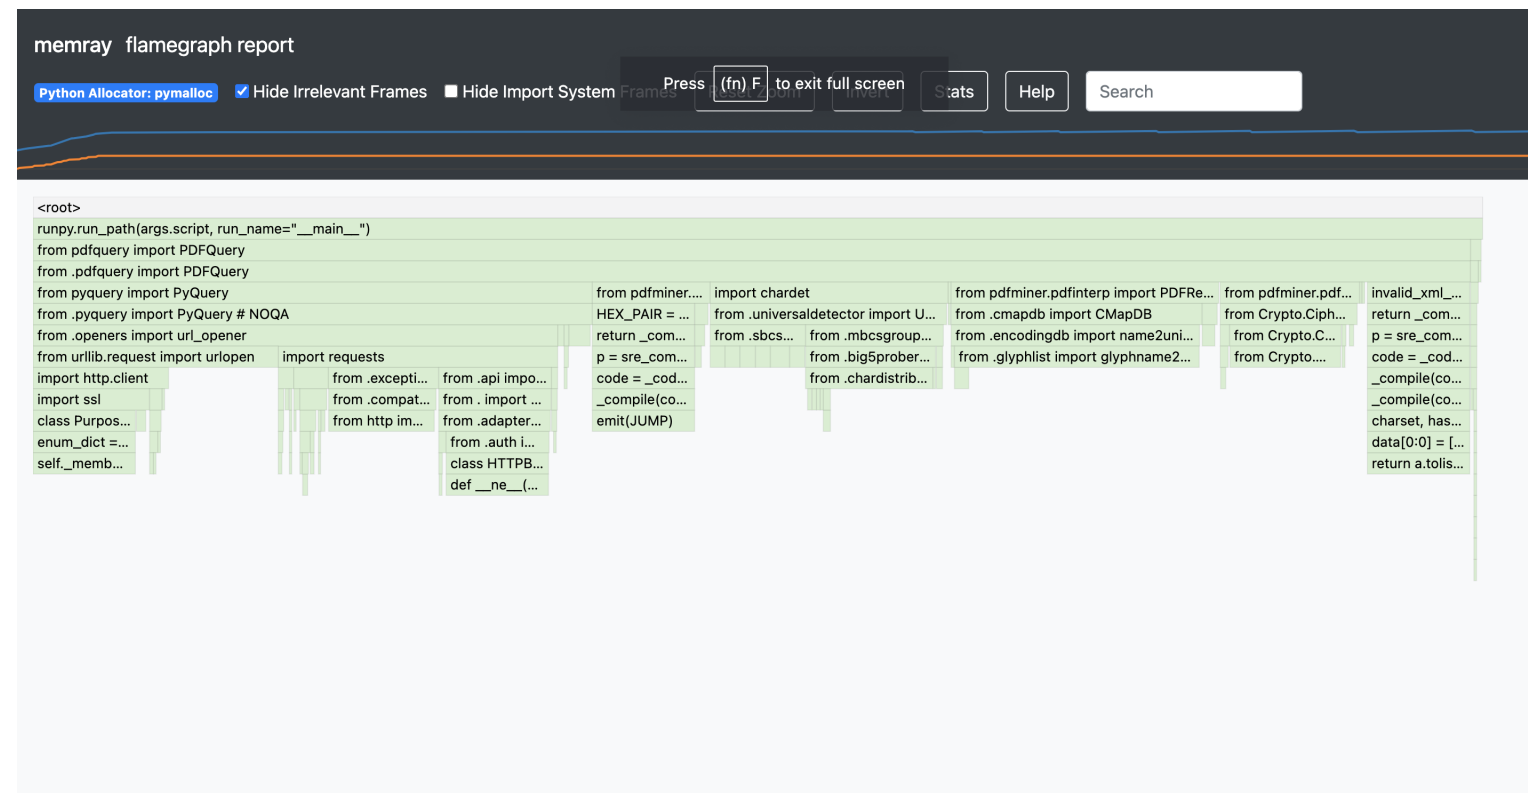 memray flamegraph report
Python Allocator: pymalloc Hide Irrelevant Frames Hide Import System Frames Reset Zoom Invert Stats Help Search
Press (fn) F to exit full screen
<root>
runpy.run_path(args.script, run_name="__main__")
from pdfquery import PDFQuery
from .pdfquery import PDFQuery
from pyquery import PyQuery from pdfminer.... import chardet from pdfminer.pdfinterp import PDFRe... from pdfminer.pdf... invalid_xml_...
from .pyquery import PyQuery # NOQA HEX_PAIR = ... from .universaldetector import U... from .cmapdb import CMapDB from Crypto.Ciph... return _com...
from .openers import url_opener return _com... from .sbcs... from .mbcsgroup... from .encodingdb import name2uni... from Crypto.C... p = sre_com...
from urllib.request import urlopen import requests p = sre_com... from .big5prober... from .glyphlist import glyphname2... from Crypto.... code = _cod...
import http.client from .excepti... from .api impo... code = _cod... from .chardistrib... _compile(co...
import ssl from .compat... from . import ... _compile(co... _compile(co...
class Purpos... from http im... from .adapter... emit(JUMP) charset, has...
enum_dict =... from .auth i... data[0:0] = [...
self._memb... class HTTPB... return a.tolis...
def __ne__(...